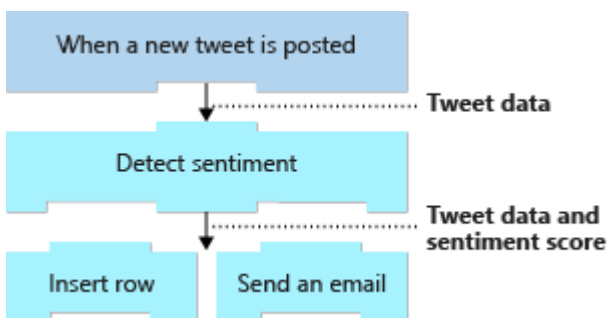 When a new tweet is posted
Tweet data
Detect sentiment
Tweet data and
sentiment score
Insert row
Send an email